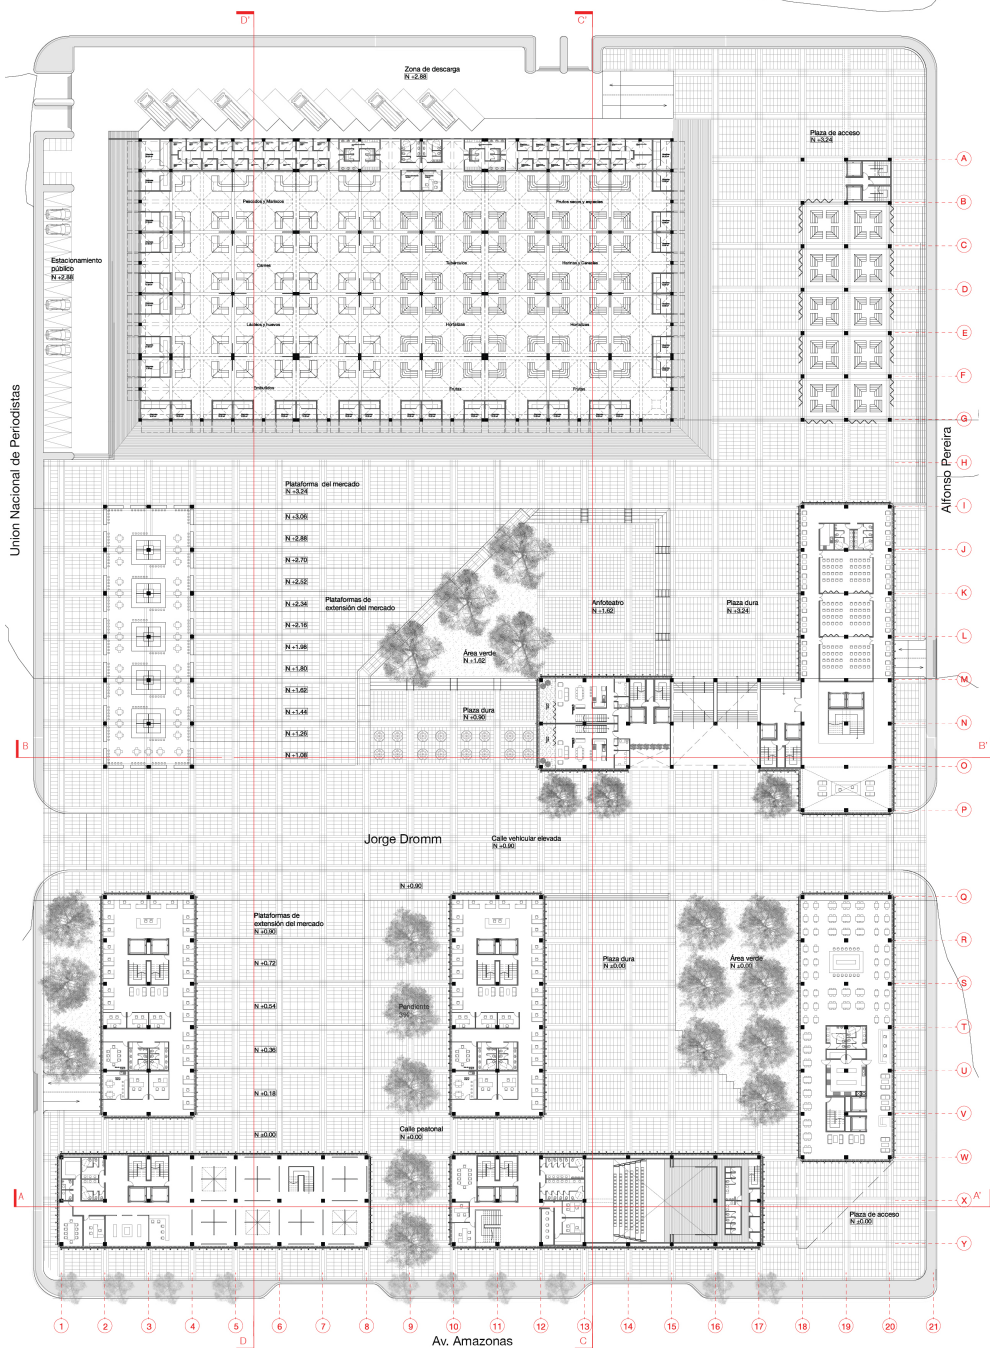 D'
C'
Zona de descarga
N +2.88
Plaza de acceso
N +3.24
A
B
Pescados y Mariscos
Frutos secos y especias
C
Estacionamiento
público
N +2.88
Carnes
Tubérculos
Harinas y Cereales
D
Lácteos y huevos
Hortalizas
Hortalizas
E
F
Embutidos
Frutas
Frutas
G
Union Nacional de Periodistas
Alfonso Pereira
H
Plataforma del mercado
N +3.24
I
N +3.06
N +2.88
J
N +2.70
N +2.52
K
Plataformas de
extensión del mercado
N +2.34
Anfoteatro
N +1.62
Plaza dura
N +3.24
N +2.16
L
N +1.98
Área verde
N +1.62
N +1.80
M
N +1.62
Plaza dura
N +0.90
N +1.44
N
N +1.26
B
B'
N +1.08
O
P
Jorge Dromm
Calle vehicular elevada
N +0.90
N +0.90
Q
Plataformas de
extensión del mercado
N +0.90
R
N +0.72
Plaza dura
N ±0.00
Área verde
N ±0.00
S
N +0.54
Pendiente
T
N +0.36
U
N +0.18
V
Calle peatonal
N ±0.00
N ±0.00
W
A
A'
X
Plaza de acceso
N ±0.00
Y
1 2 3 4 5 6 7 8 9 10 11 12 13 14 15 16 17 18 19 20 21
D
C
Av. Amazonas